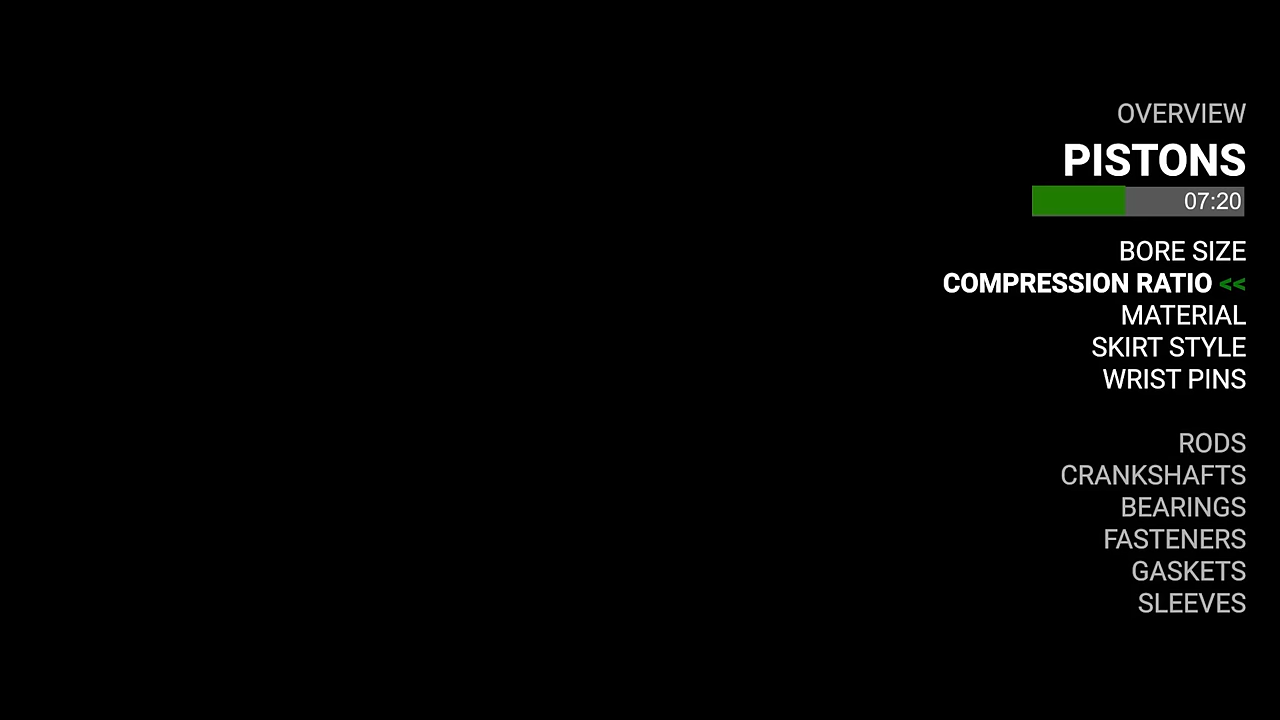 OVERVIEW
PISTONS
07:20
BORE SIZE
COMPRESSION RATIO <<
MATERIAL
SKIRT STYLE
WRIST PINS
RODS
CRANKSHAFTS
BEARINGS
FASTENERS
GASKETS
SLEEVES